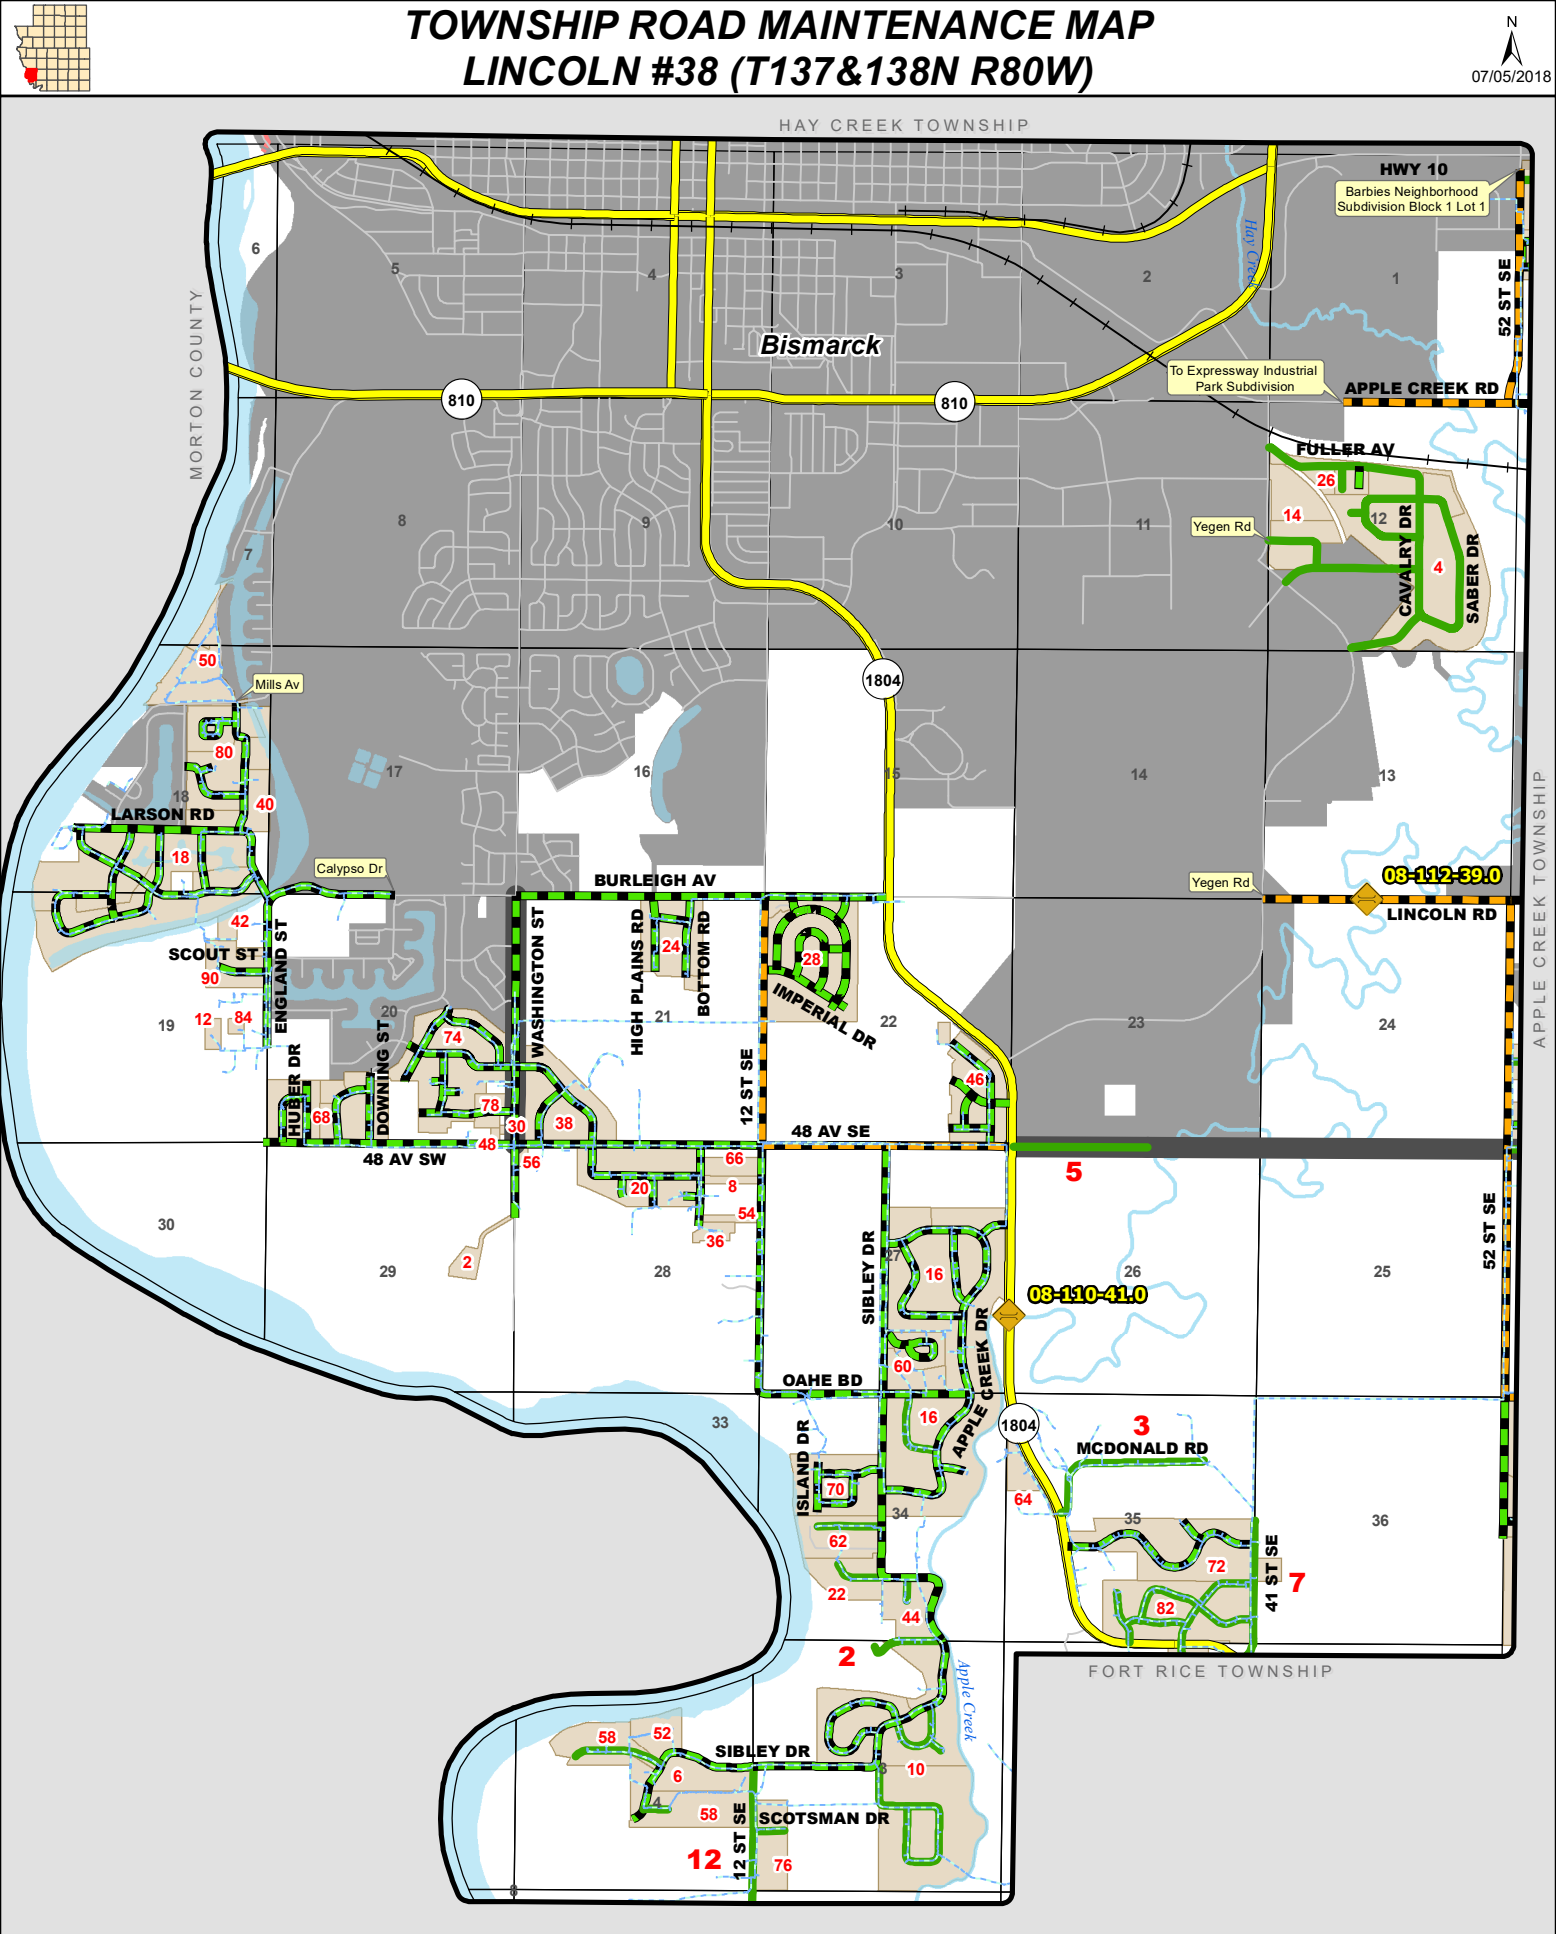 TOWNSHIP ROAD MAINTENANCE MAP
LINCOLN #38 (T137&138N R80W)
N
07/05/2018
HAY CREEK TOWNSHIP
HWY 10
Barbies Neighborhood
Subdivision Block 1 Lot 1
6
5
4
3
2
1
Hay Creek
52 ST SE
MORTON COUNTY
Bismarck
To Expressway Industrial
Park Subdivision
APPLE CREEK RD
810
810
FULLER AV
26
14
12
Yegen Rd
CAVALRY DR
SABER DR
4
7
8
9
10
11
50
Mills Av
1804
80
40
18
17
16
15
14
13
LARSON RD
18
Calypso Dr
BURLEIGH AV
Yegen Rd
08-112-39.0
LINCOLN RD
APPLE CREEK TOWNSHIP
42
SCOUT ST
90
ENGLAND ST
WASHINGTON ST
HIGH PLAINS RD
24
BOTTOM RD
28
IMPERIAL DR
19
12
84
20
21
22
23
24
74
HUBER DR
68
DOWNING ST
78
30
38
12 ST SE
46
48 AV SE
48 AV SW
48
56
66
5
20
8
54
36
2
30
29
28
27
26
25
52 ST SE
SIBLEY DR
16
08-110-41.0
APPLE CREEK DR
60
OAHE BD
33
16
1804
3
MCDONALD RD
ISLAND DR
70
34
64
35
36
62
22
44
72
82
41 ST SE
7
2
FORT RICE TOWNSHIP
Apple Creek
58
52
SIBLEY DR
6
3
10
4
58
12 ST SE
SCOTSMAN DR
12
76
8